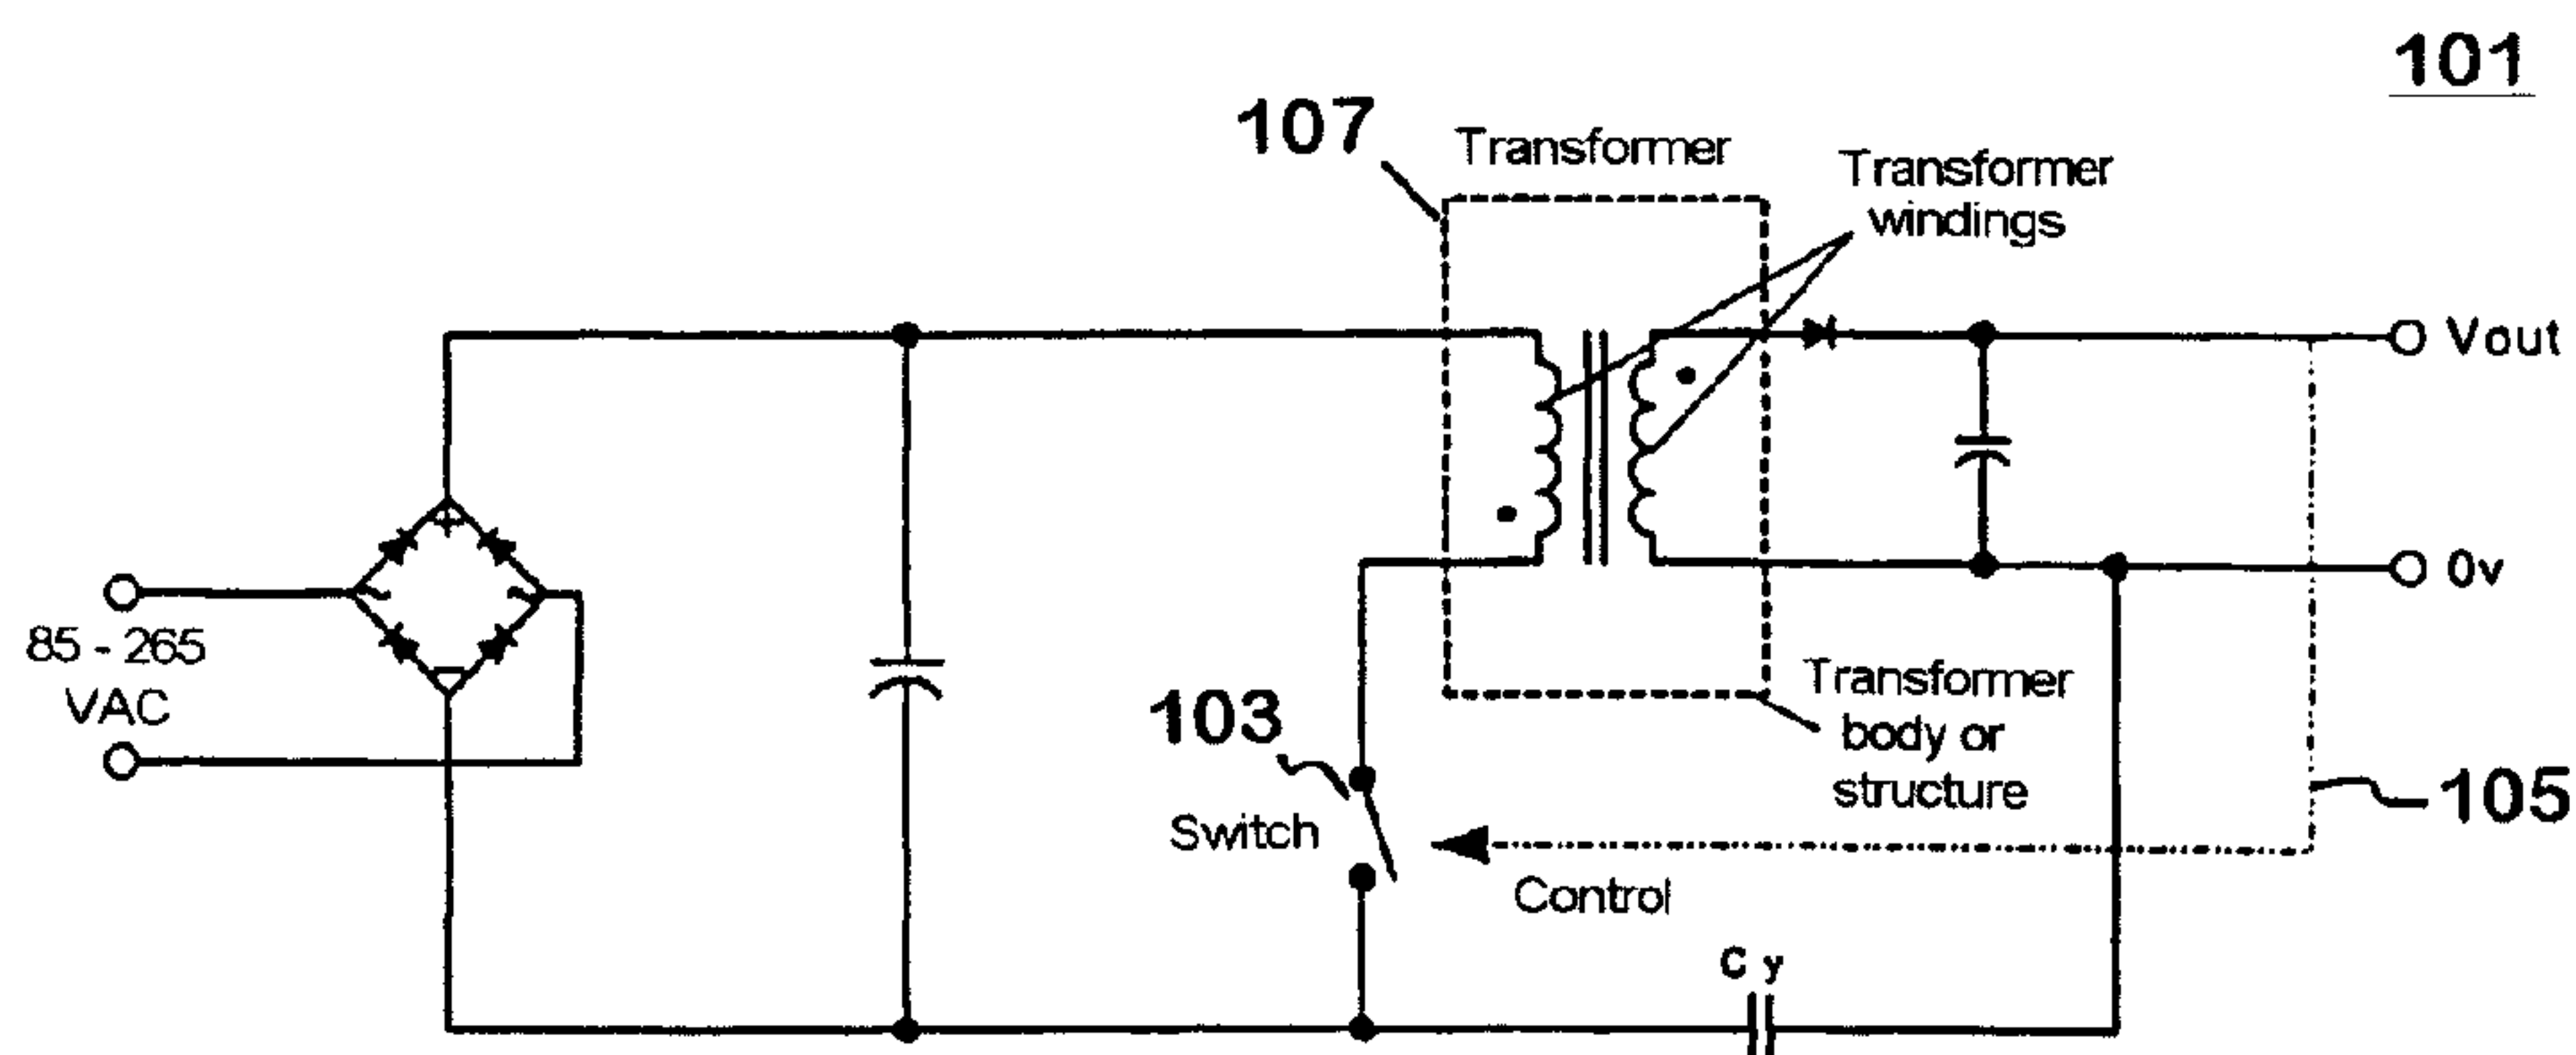 101
107
Transformer
Transformer
windings
Vout
85 - 265
VAC
0v
103
Switch
Transformer
body or
structure
105
Control
C y